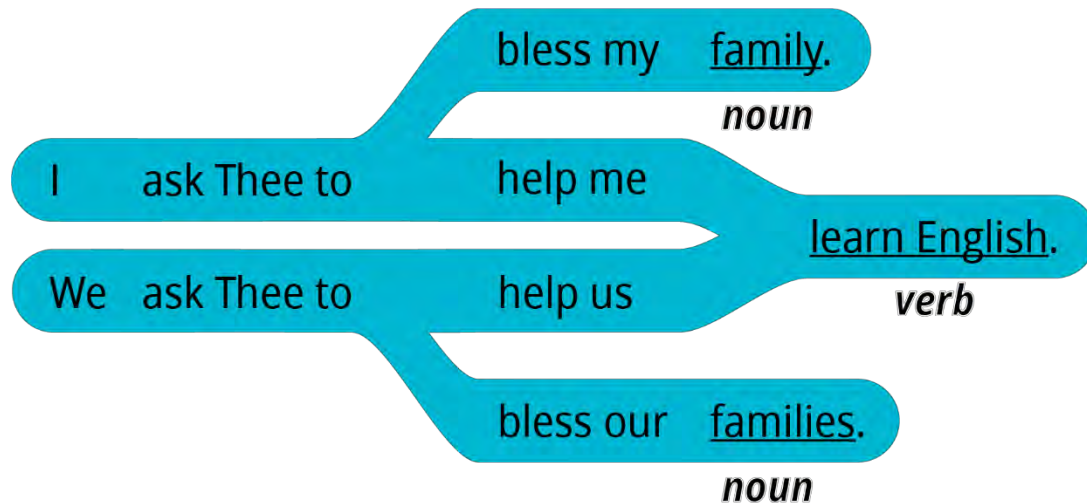 bless my family.
noun
I ask Thee to help me
learn English.
verb
We ask Thee to help us
bless our families.
noun